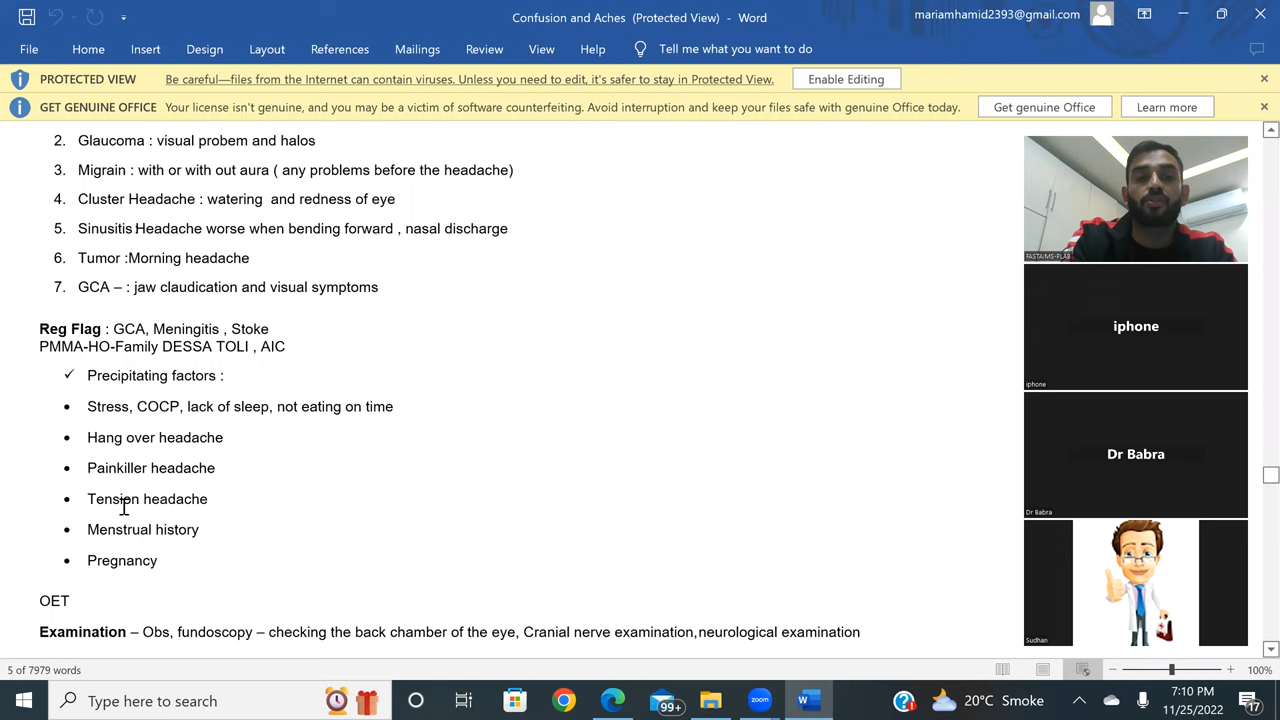 Confusion and Aches (Protected View) - Word
mariamhamid2393@gmail.com
File Home Insert Design Layout References Mailings Review View Help Tell me what you want to do
PROTECTED VIEW Be careful—files from the Internet can contain viruses. Unless you need to edit, it's safer to stay in Protected View. Enable Editing
GET GENUINE OFFICE Your license isn't genuine, and you may be a victim of software counterfeiting. Avoid interruption and keep your files safe with genuine Office today. Get genuine Office Learn more
2. Glaucoma : visual probem and halos
3. Migrain : with or with out aura ( any problems before the headache)
4. Cluster Headache : watering and redness of eye
5. Sinusitis Headache worse when bending forward , nasal discharge
6. Tumor :Morning headache
7. GCA – : jaw claudication and visual symptoms
Reg Flag : GCA, Meningitis , Stoke
PMMA-HO-Family DESSA TOLI , AIC
✓ Precipitating factors :
• Stress, COCP, lack of sleep, not eating on time
• Hang over headache
• Painkiller headache
• Tension headache
• Menstrual history
• Pregnancy
OET
Examination – Obs, fundoscopy – checking the back chamber of the eye, Cranial nerve examination,neurological examination
FASTAIMS-PLAB
iphone
iphone
Dr Babra
Dr Babra
Sudhan
5 of 7979 words
100%
Type here to search
99+
zoom
20°C Smoke
7:10 PM
11/25/2022
17